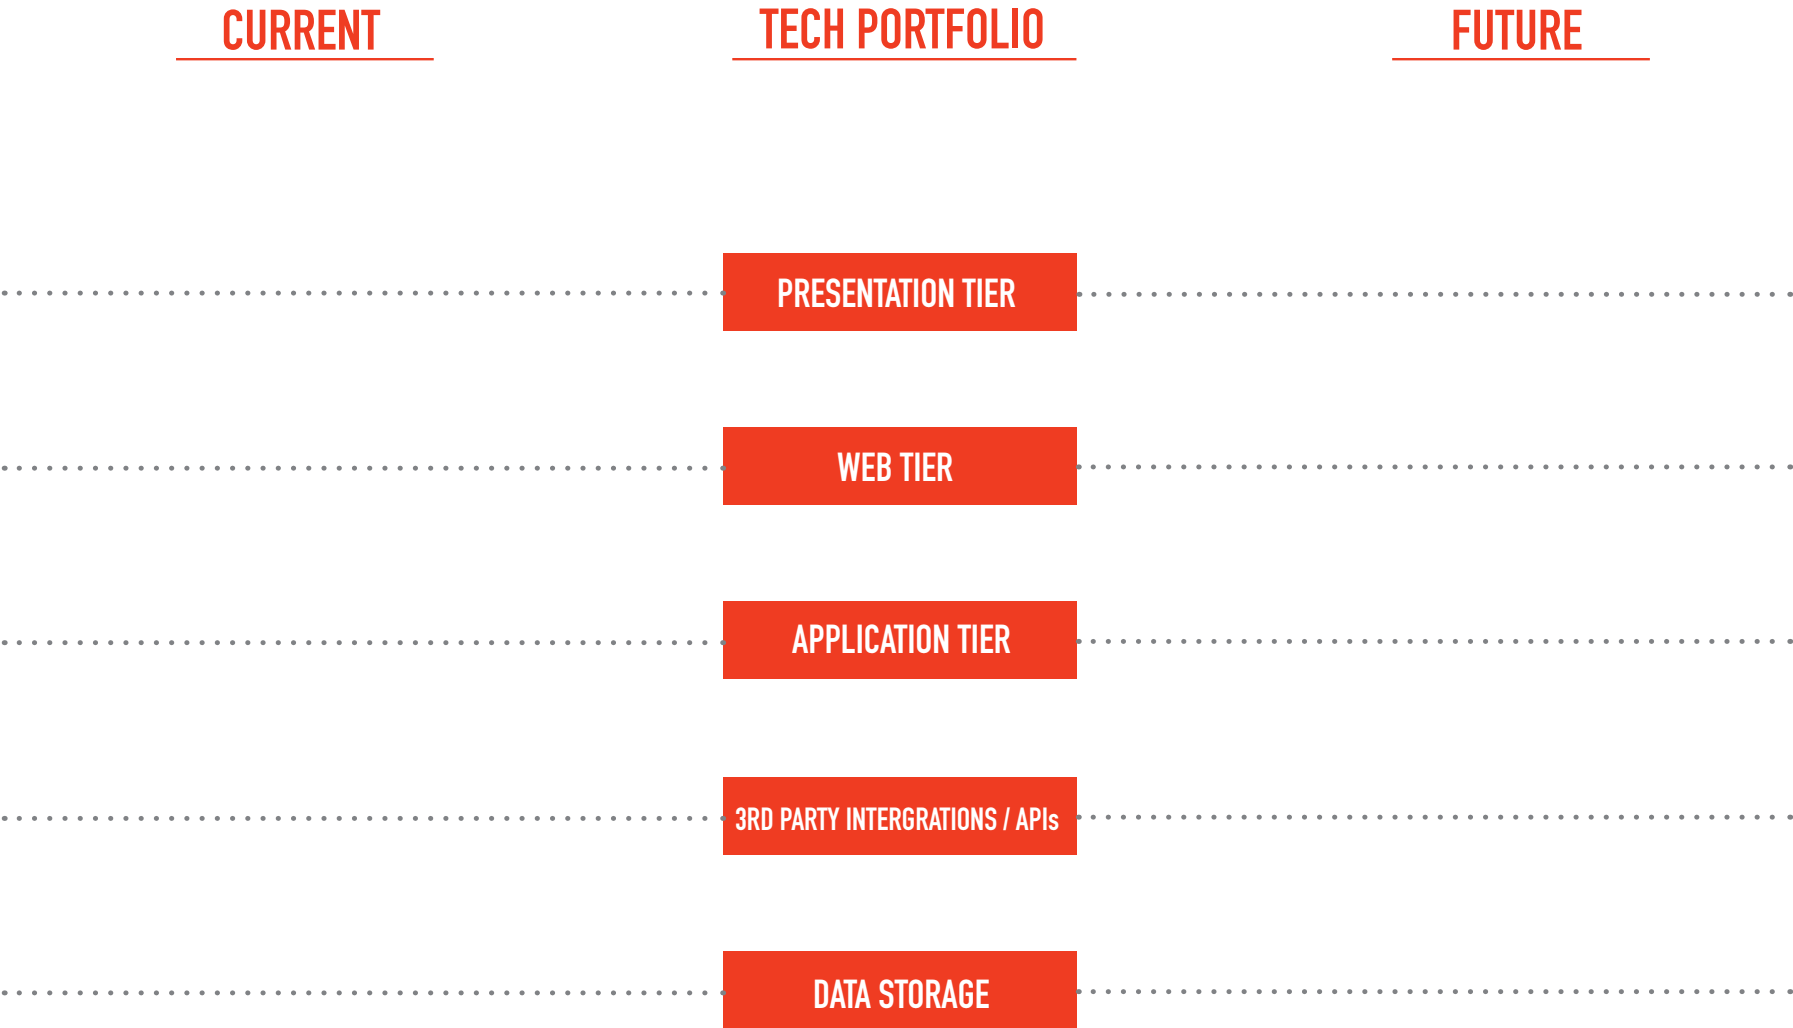 CURRENT
TECH PORTFOLIO
FUTURE
PRESENTATION TIER
WEB TIER
APPLICATION TIER
3RD PARTY INTERGRATIONS / APIs
DATA STORAGE